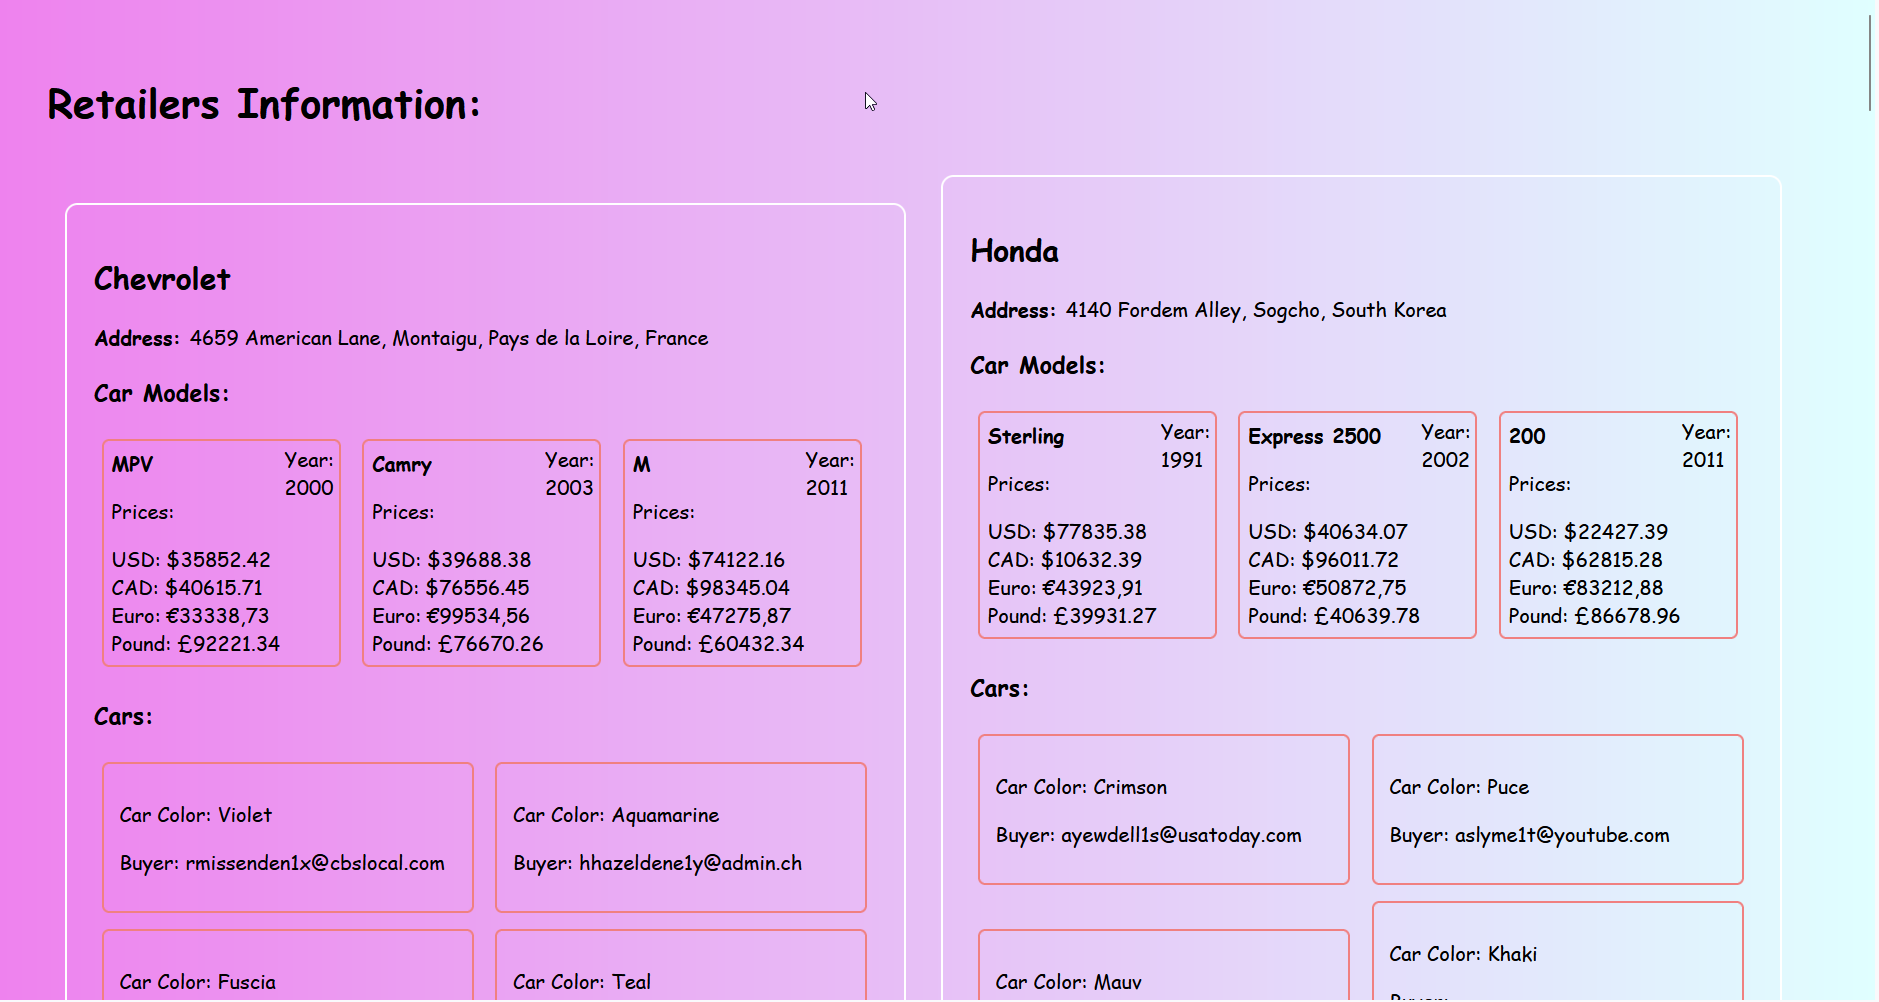 Retailers Information:
Chevrolet
Address: 4659 American Lane, Montaigu, Pays de la Loire, France
Car Models:
MPV
Year:
2000
Prices:
USD: $35852.42
CAD: $40615.71
Euro: €33338,73
Pound: £92221.34
Camry
Year:
2003
Prices:
USD: $39688.38
CAD: $76556.45
Euro: €99534,56
Pound: £76670.26
M
Year:
2011
Prices:
USD: $74122.16
CAD: $98345.04
Euro: €47275,87
Pound: £60432.34
Cars:
Car Color: Violet
Buyer: rmissenden1x@cbslocal.com
Car Color: Aquamarine
Buyer: hhazeldene1y@admin.ch
Car Color: Fuscia
Car Color: Teal
Honda
Address: 4140 Fordem Alley, Sogcho, South Korea
Car Models:
Sterling
Year:
1991
Prices:
USD: $77835.38
CAD: $10632.39
Euro: €43923,91
Pound: £39931.27
Express 2500
Year:
2002
Prices:
USD: $40634.07
CAD: $96011.72
Euro: €50872,75
Pound: £40639.78
200
Year:
2011
Prices:
USD: $22427.39
CAD: $62815.28
Euro: €83212,88
Pound: £86678.96
Cars:
Car Color: Crimson
Buyer: ayewdell1s@usatoday.com
Car Color: Puce
Buyer: aslyme1t@youtube.com
Car Color: Mauv
Car Color: Khaki